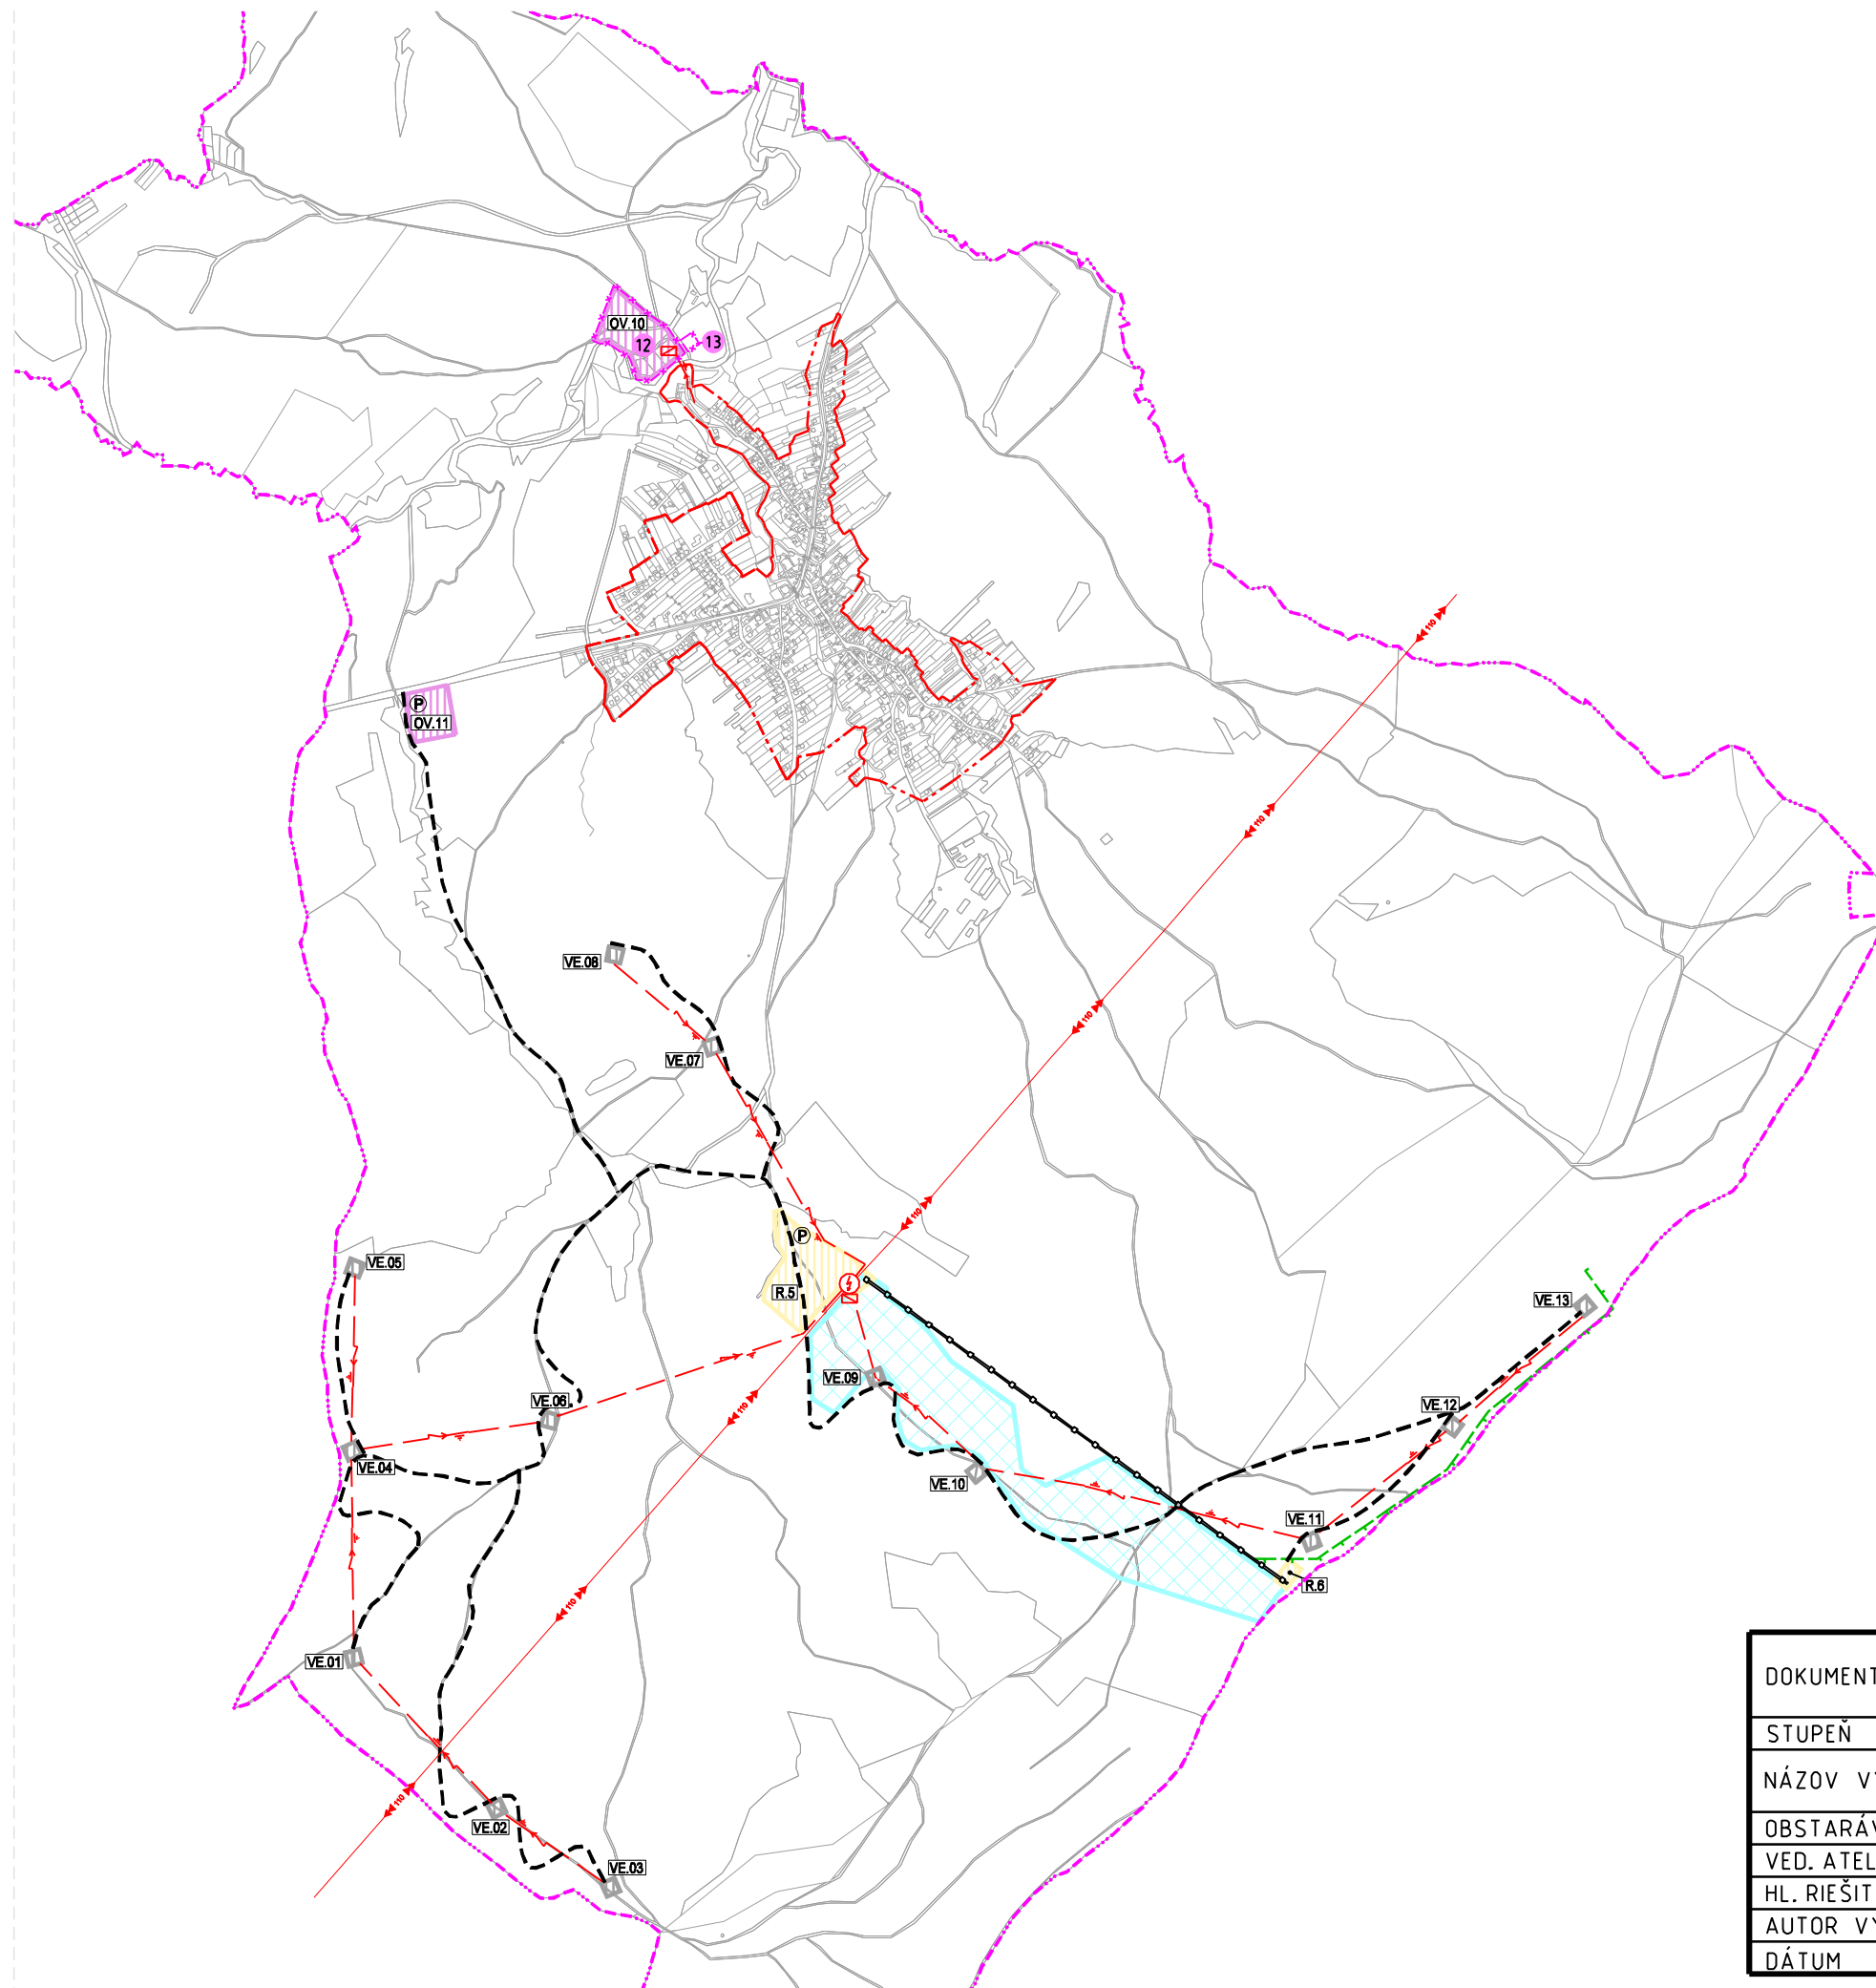 OV.10
12
13
P
OV.11
110
110
VE.08
110
VE.07
110
P
VE.05
R.5
VE.13
VE.09
VE.06
110
VE.12
VE.04
VE.10
VE.11
R.6
110
VE.01
DOKUMENT
STUPEŇ
NÁZOV V
110
VE.02
OBSTARÁV
VED. ATEL
VE.03
HL. RIEŠIT
AUTOR VÝ
DÁTUM